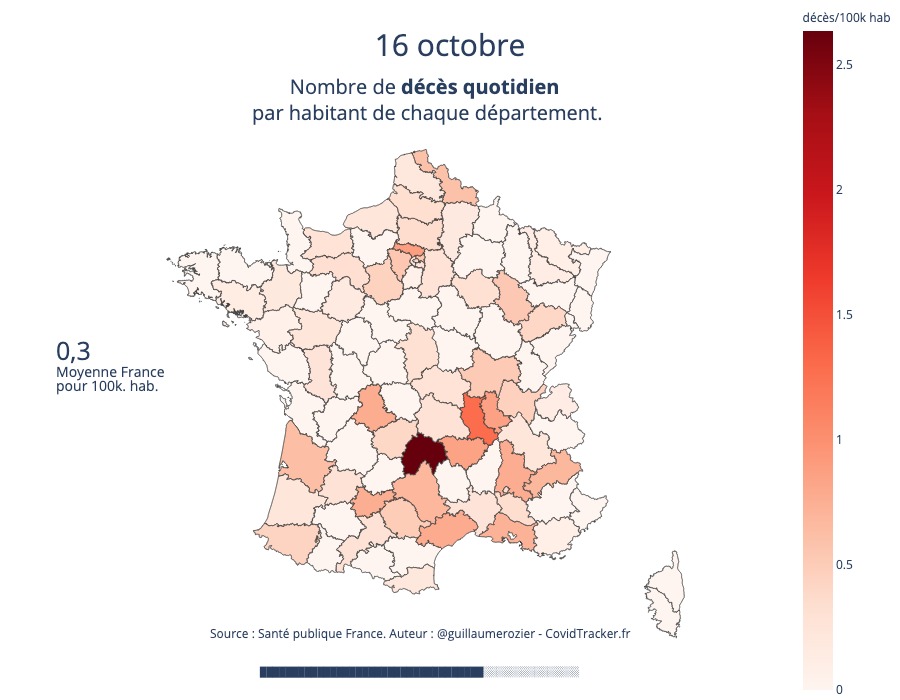 décès/100k hab
16 octobre
Nombre de décès quotidien
par habitant de chaque département.
2.5
2
1.5
1
0.5
0
0,3
Moyenne France
pour 100k. hab.
Source : Santé publique France. Auteur : @guillaumerozier - CovidTracker.fr